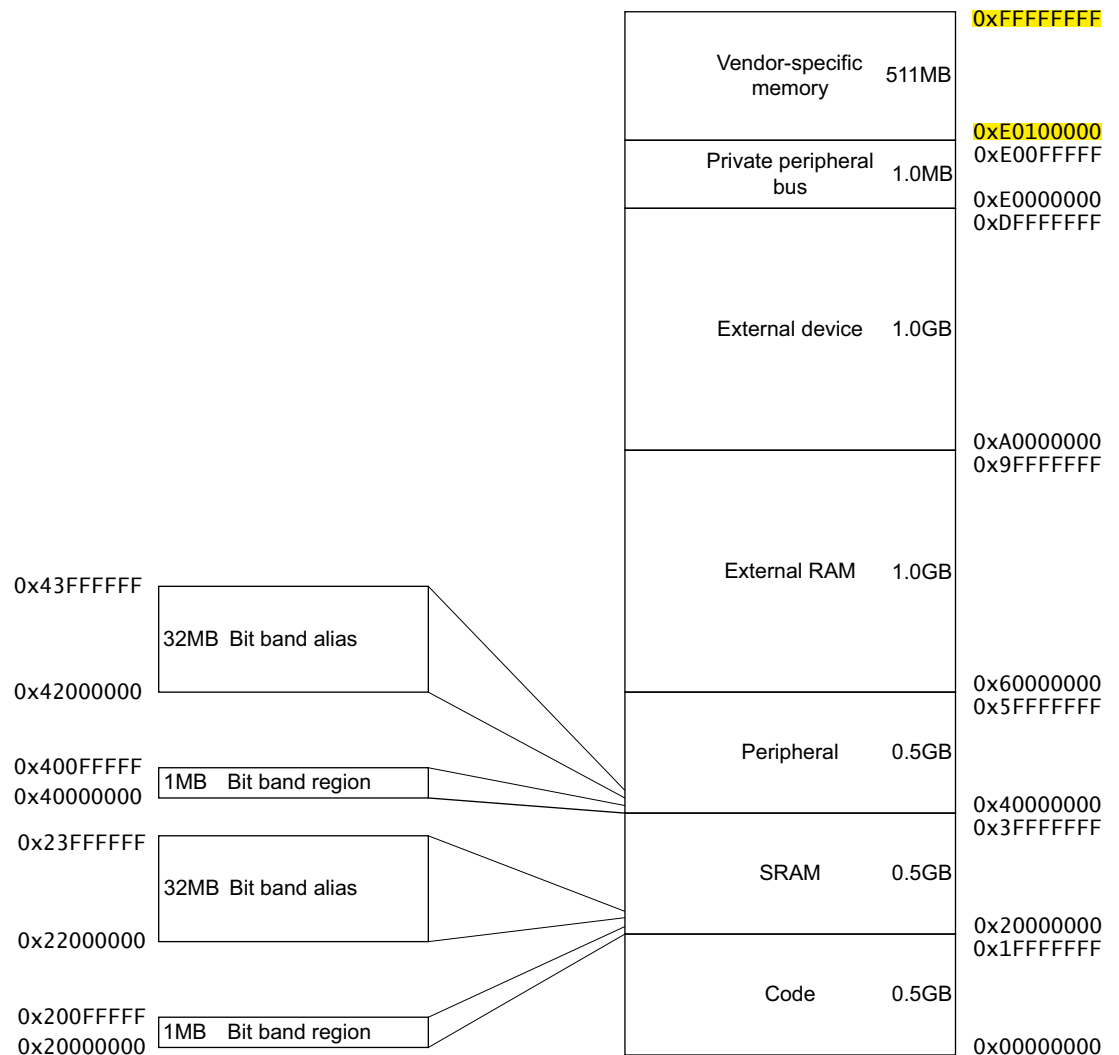 0xFFFFFFFF
Vendor-specific
memory
511MB
0xE0100000
0xE00FFFFF
Private peripheral
bus
1.0MB
0xE0000000
0xDFFFFFFF
External device
1.0GB
0xA0000000
0x9FFFFFFF
External RAM
1.0GB
0x43FFFFFF
32MB Bit band alias
0x42000000
0x60000000
0x5FFFFFFF
Peripheral
0.5GB
0x400FFFFF
1MB Bit band region
0x40000000
0x40000000
0x3FFFFFFF
0x23FFFFFF
32MB Bit band alias
0x22000000
SRAM
0.5GB
0x20000000
0x1FFFFFFF
Code
0.5GB
0x200FFFFF
1MB Bit band region
0x20000000
0x00000000